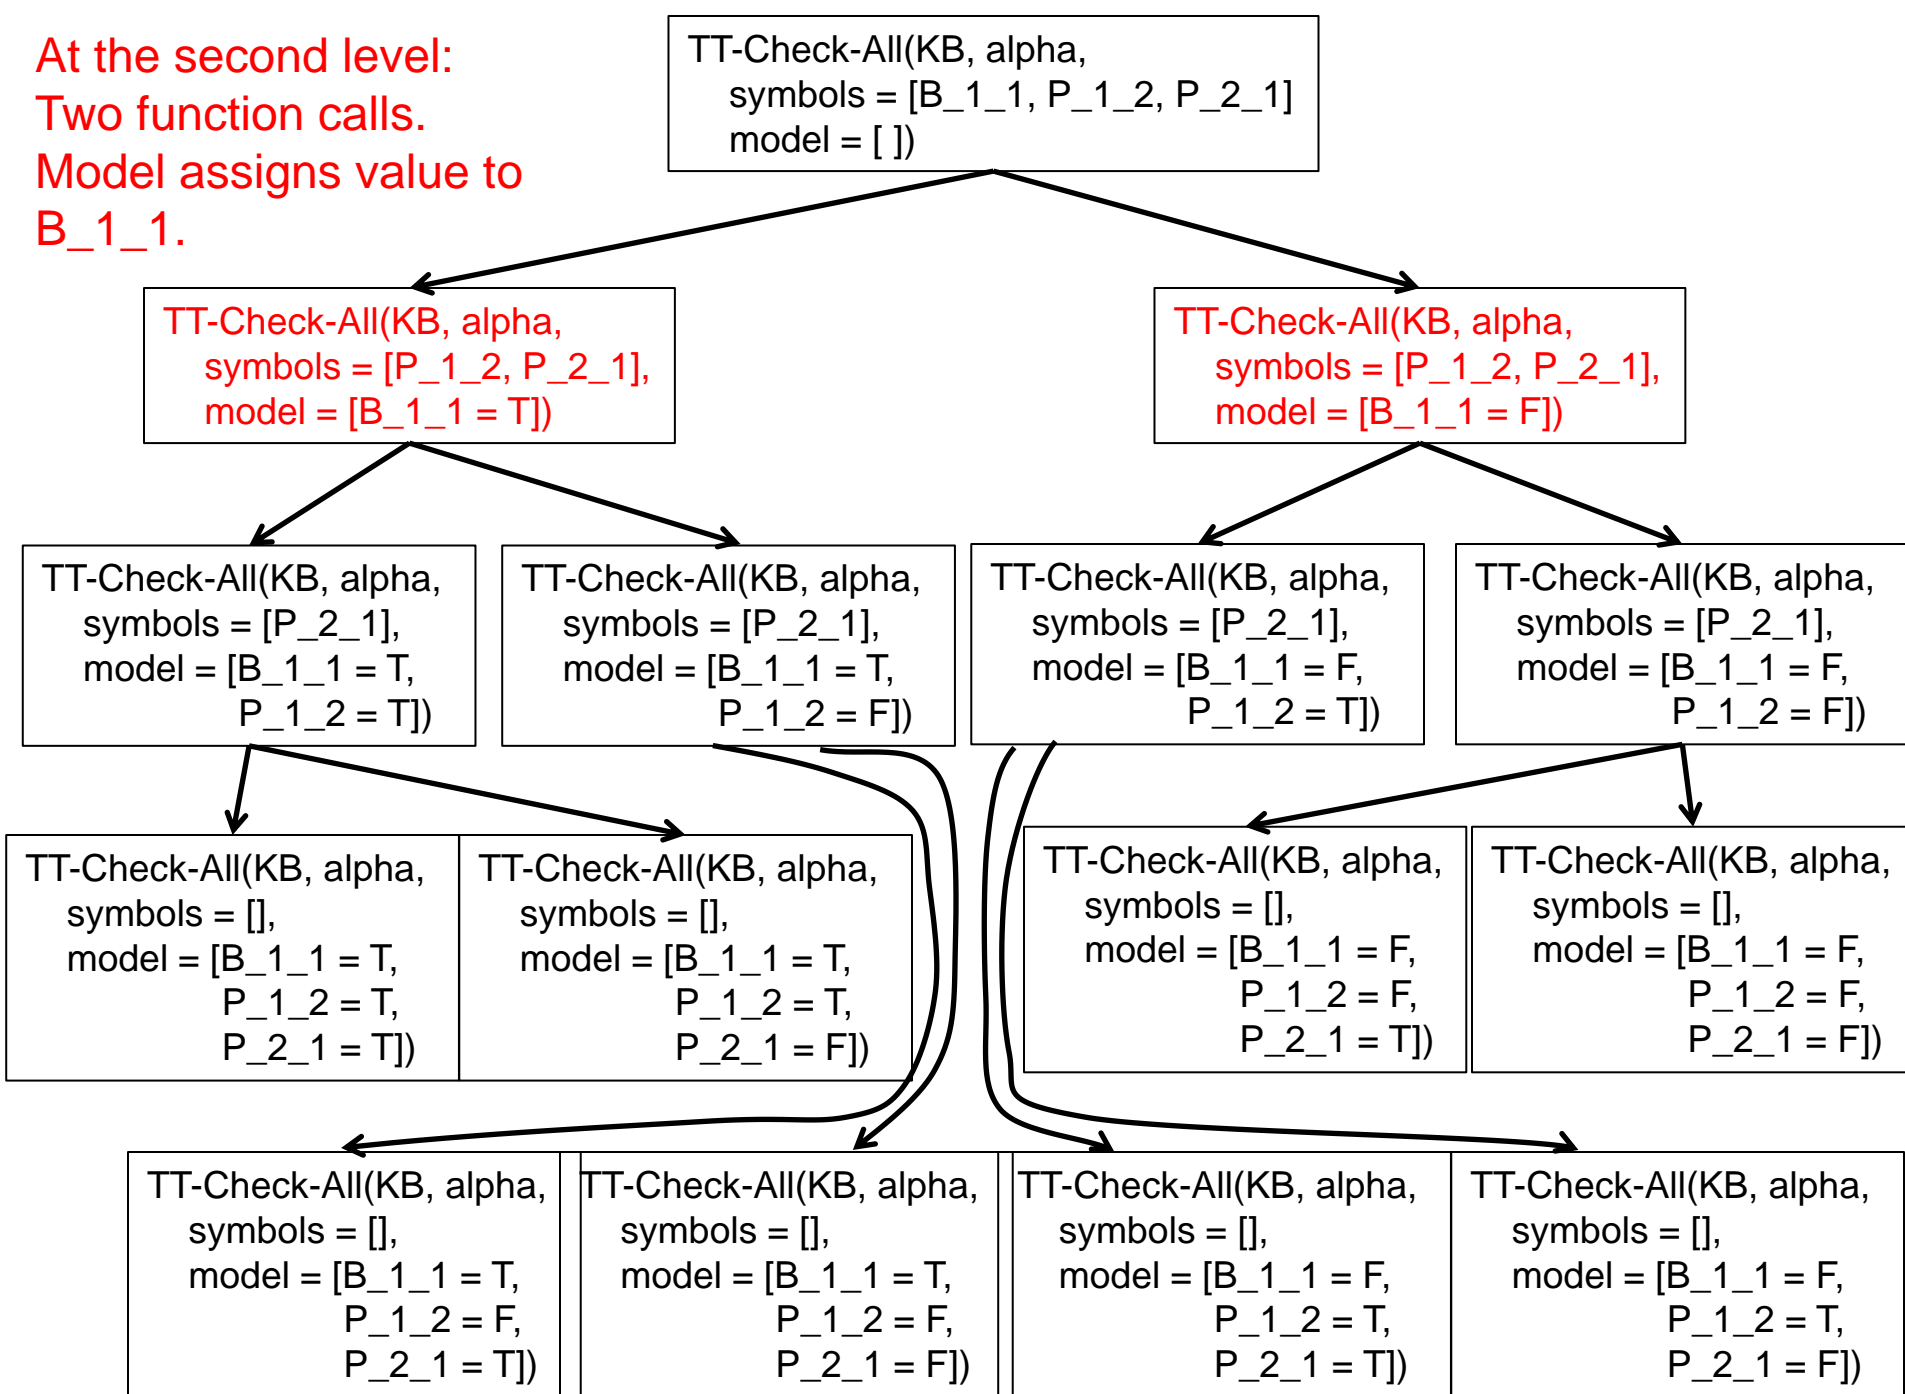 At the second level:
Two function calls.
Model assigns value to
B_1_1.
TT-Check-All(KB, alpha,
symbols = [B_1_1, P_1_2, P_2_1]
model = [ ])
TT-Check-All(KB, alpha,
symbols = [P_1_2, P_2_1],
model = [B_1_1 = T])
TT-Check-All(KB, alpha,
symbols = [P_1_2, P_2_1],
model = [B_1_1 = F])
TT-Check-All(KB, alpha,
symbols = [P_2_1],
model = [B_1_1 = T,
P_1_2 = T])
TT-Check-All(KB, alpha,
symbols = [P_2_1],
model = [B_1_1 = T,
P_1_2 = F])
TT-Check-All(KB, alpha,
symbols = [P_2_1],
model = [B_1_1 = F,
P_1_2 = T])
TT-Check-All(KB, alpha,
symbols = [P_2_1],
model = [B_1_1 = F,
P_1_2 = F])
TT-Check-All(KB, alpha,
symbols = [],
model = [B_1_1 = T,
P_1_2 = T,
P_2_1 = T])
TT-Check-All(KB, alpha,
symbols = [],
model = [B_1_1 = T,
P_1_2 = T,
P_2_1 = F])
TT-Check-All(KB, alpha,
symbols = [],
model = [B_1_1 = F,
P_1_2 = F,
P_2_1 = T])
TT-Check-All(KB, alpha,
symbols = [],
model = [B_1_1 = F,
P_1_2 = F,
P_2_1 = F])
TT-Check-All(KB, alpha,
symbols = [],
model = [B_1_1 = T,
P_1_2 = F,
P_2_1 = T])
TT-Check-All(KB, alpha,
symbols = [],
model = [B_1_1 = T,
P_1_2 = F,
P_2_1 = F])
TT-Check-All(KB, alpha,
symbols = [],
model = [B_1_1 = F,
P_1_2 = T,
P_2_1 = T])
TT-Check-All(KB, alpha,
symbols = [],
model = [B_1_1 = F,
P_1_2 = T,
P_2_1 = F])